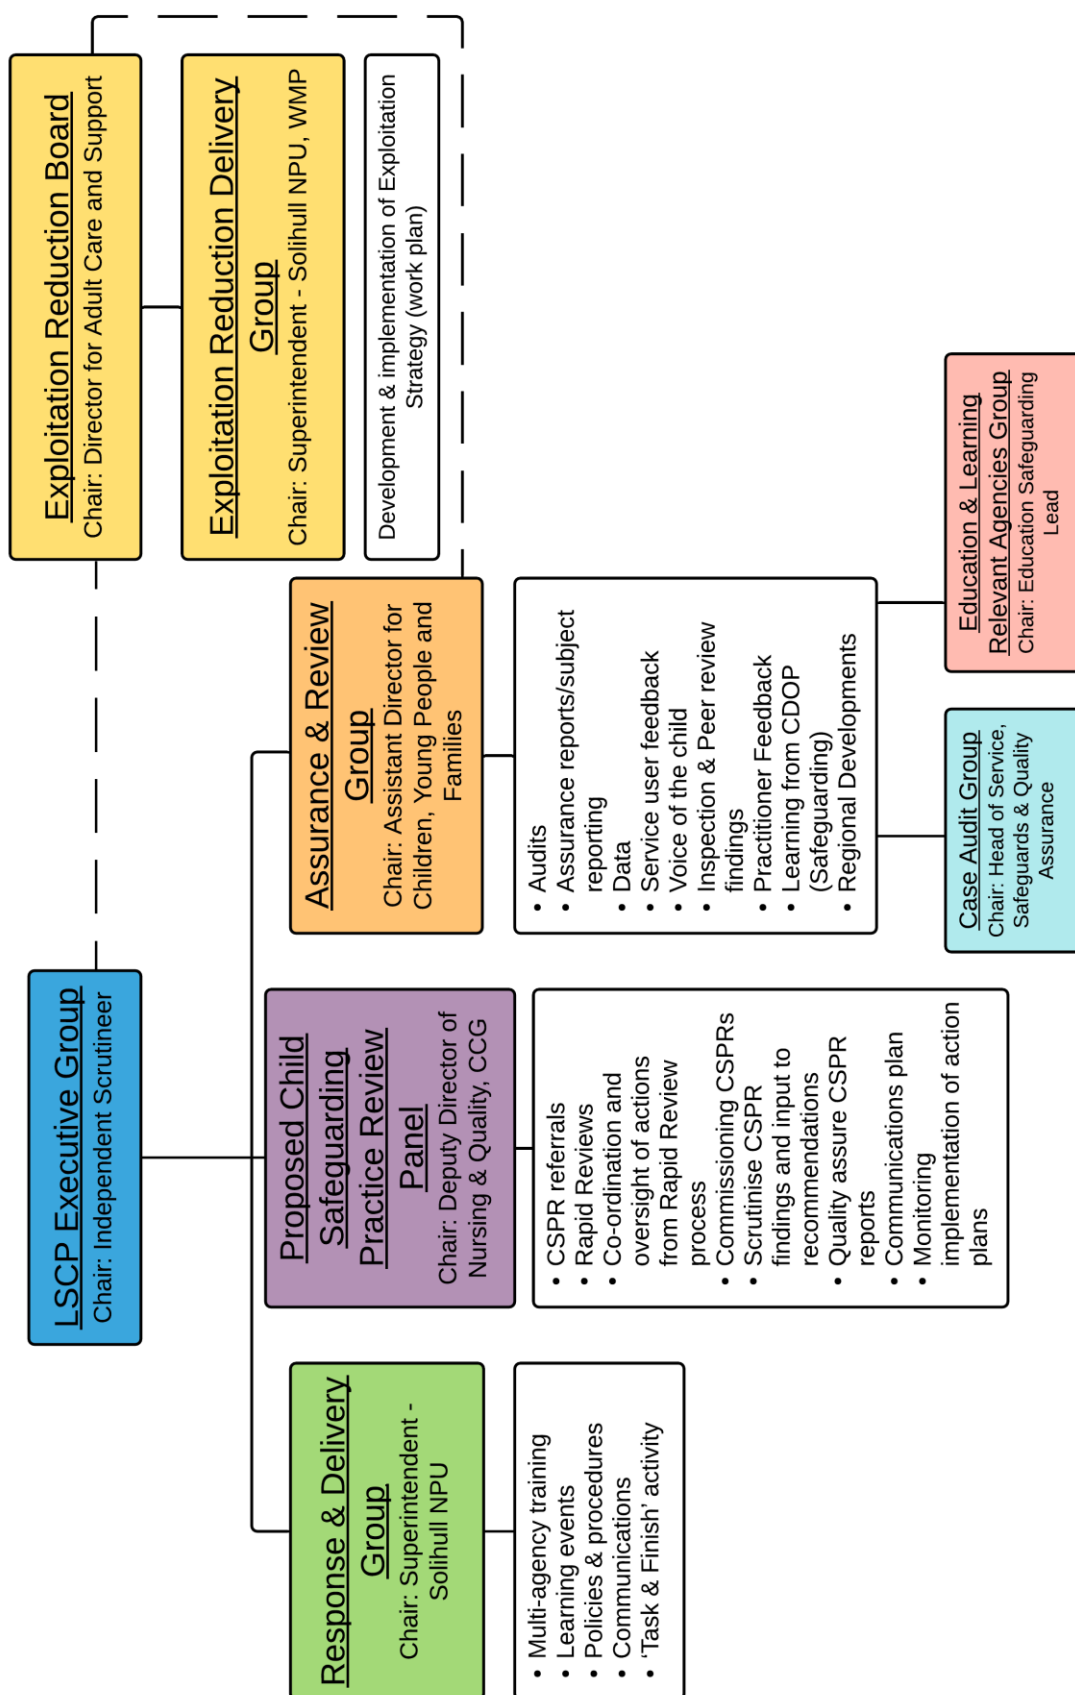 LSCP Executive Group
Chair: Independent Scrutineer
Exploitation Reduction Board
Chair: Director for Adult Care and Support
Exploitation Reduction Delivery
Group
Chair: Superintendent - Solihull NPU, WMP
Development & implementation of Exploitation
Strategy (work plan)
Response & Delivery
Group
Chair: Superintendent -
Solihull NPU
• Multi-agency training
• Learning events
• Policies & procedures
• Communications
• ‘Task & Finish’ activity
Proposed Child
Safeguarding
Practice Review
Panel
Chair: Deputy Director of
Nursing & Quality, CCG
• CSPR referrals
• Rapid Reviews
• Co-ordination and
oversight of actions
from Rapid Review
process
• Commissioning CSPRs
• Scrutinise CSPR
findings and input to
recommendations
• Quality assure CSPR
reports
• Communications plan
• Monitoring
implementation of action
plans
Assurance & Review
Group
Chair: Assistant Director for
Children, Young People and
Families
• Audits
• Assurance reports/subject
reporting
• Data
• Service user feedback
• Voice of the child
• Inspection & Peer review
findings
• Practitioner Feedback
• Learning from CDOP
(Safeguarding)
• Regional Developments
Case Audit Group
Chair: Head of Service,
Safeguards & Quality
Assurance
Education & Learning
Relevant Agencies Group
Chair: Education Safeguarding
Lead